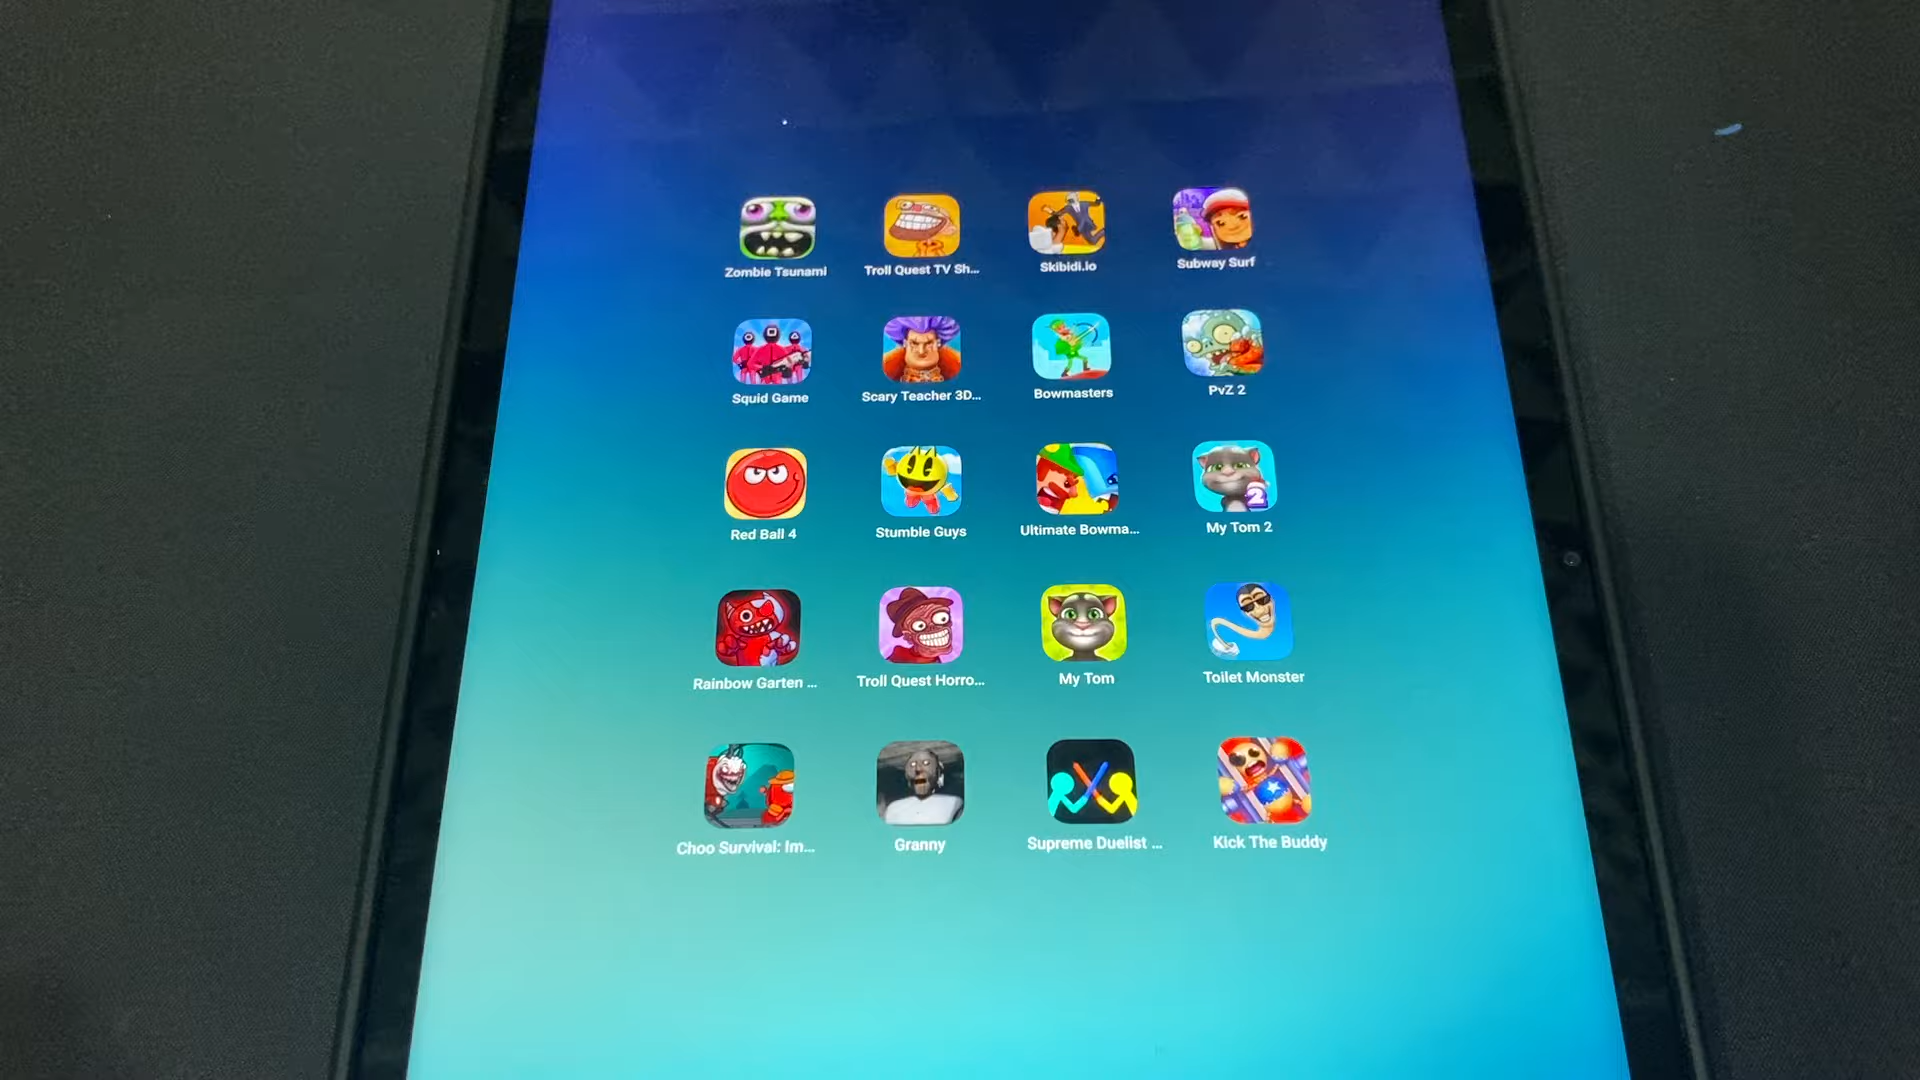 Zombie Tsunami
Troll Quest TV Sh...
Skibidi.io
Subway Surf
Squid Game
Scary Teacher 3D...
Bowmasters
PvZ 2
Red Ball 4
Stumble Guys
Ultimate Bowma...
My Tom 2
2
Rainbow Garten ...
Troll Quest Horro...
My Tom
Toilet Monster
Choo Survival: Im...
Granny
Supreme Duelist ...
Kick The Buddy